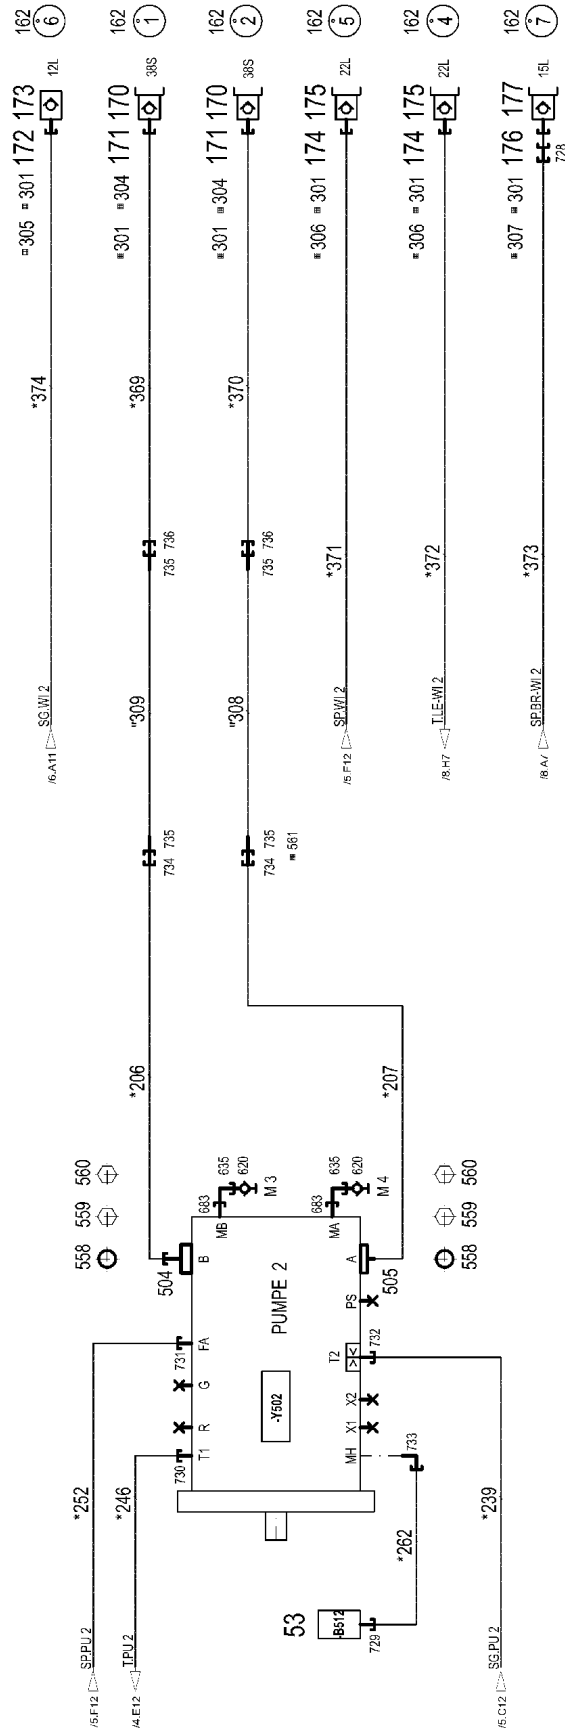 162 6
162 1
162 2
162 5
162 4
162 7
12L
38S
38S
22L
22L
15L
172 173
171 170
171 170
174 175
174 175
176 177
728
305 301
301 304
301 304
306 301
306 301
307 301
*374
*369
*370
*371
*372
*373
735 736
735 736
SG.WI 2
/6.A11
"309
"308
SP.WI 2
/5.F12
T.LE-WI 2
/8.H7
SP.BR-WI 2
/8.A7
734 735
734 735
561
*206
*207
558 559 560
558 559 560
504
505
683 635
620
M 3
683 635
620
M 4
MB
MA
B
A
PUMPE 2
PS
FA
731
G
R
T1
730
T2
732
X2
X1
MH
733
-Y502
*252
*246
*262
*239
53
-B512
729
SP.PU 2
/5.F12
T.PU 2
/4.E12
SG.PU 2
/5.C12